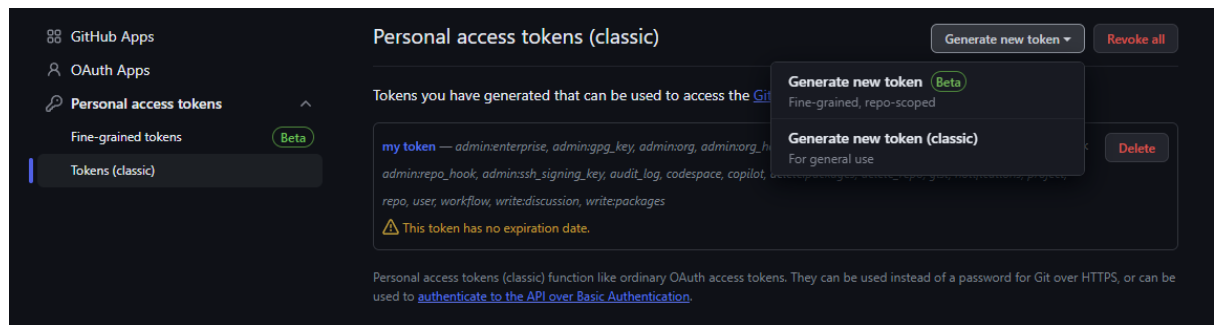 GitHub Apps
OAuth Apps
Personal access tokens
Fine-grained tokens Beta
Tokens (classic)
Personal access tokens (classic)
Generate new token
Revoke all
Generate new token Beta
Fine-grained, repo-scoped
Generate new token (classic)
For general use
Tokens you have generated that can be used to access the
my token — admin:enterprise, admin:gpg_key, admin:org,
Delete
admin:repo_hook, admin:ssh_signing_key, audit_log, codespace, copilot,
repo, user, workflow, write:discussion, write:packages
This token has no expiration date.
Personal access tokens (classic) function like ordinary OAuth access tokens. They can be used instead of a password for Git over HTTPS, or can be
used to authenticate to the API over Basic Authentication.